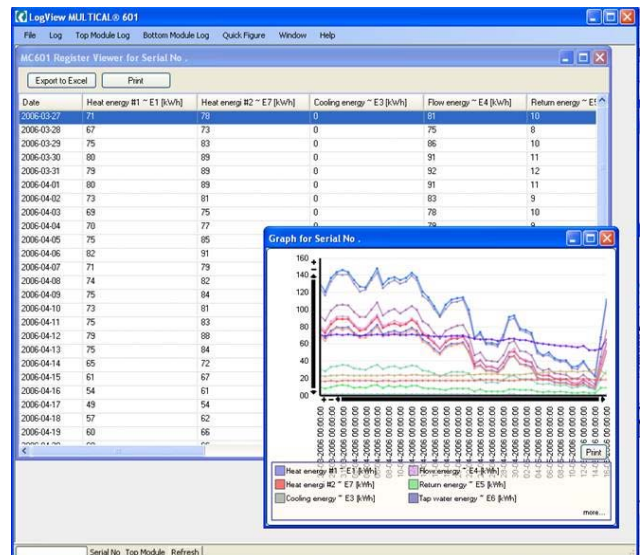 LogView MULTICAL® 601
File Log Top Module Log Bottom Module Log Quick Figure Window Help
MC601 Register Viewer for Serial No .
Export to Excel Print
Date Heat energy #1 ~ E1 [kWh] Heat energi #2 ~ E7 [kWh] Cooling energy ~ E3 [kWh] Flow energy ~ E4 [kWh] Return energy ~ E5
2006-03-27 71 78 0 81 10
2006-03-28 67 73 0 75 8
2006-03-29 75 83 0 86 10
2006-03-30 80 89 0 91 11
2006-03-31 79 89 0 92 12
2006-04-01 80 89 0 91 11
2006-04-02 73 81 0 83 9
2006-04-03 69 75 0 78 10
2006-04-04 70 77 0
2006-04-05 75 85
2006-04-06 82 91
2006-04-07 71 79
2006-04-08 74 82
2006-04-09 75 84
2006-04-10 73 81
2006-04-11 75 83
2006-04-12 79 88
2006-04-13 75 84
2006-04-14 65 72
2006-04-15 61 67
2006-04-16 54 61
2006-04-17 49 54
2006-04-18 57 62
2006-04-19 60 66
Graph for Serial No .
160
140
120
100
80
60
40
20
00
Print
Heat energy #1 ~ E1 [kWh] Flow energy ~ E4 [kWh]
Heat energi #2 ~ E7 [kWh] Return energy ~ E5 [kWh]
Cooling energy ~ E3 [kWh] Tap water energy ~ E6 [kWh]
more...
Serial No Top Module Refresh